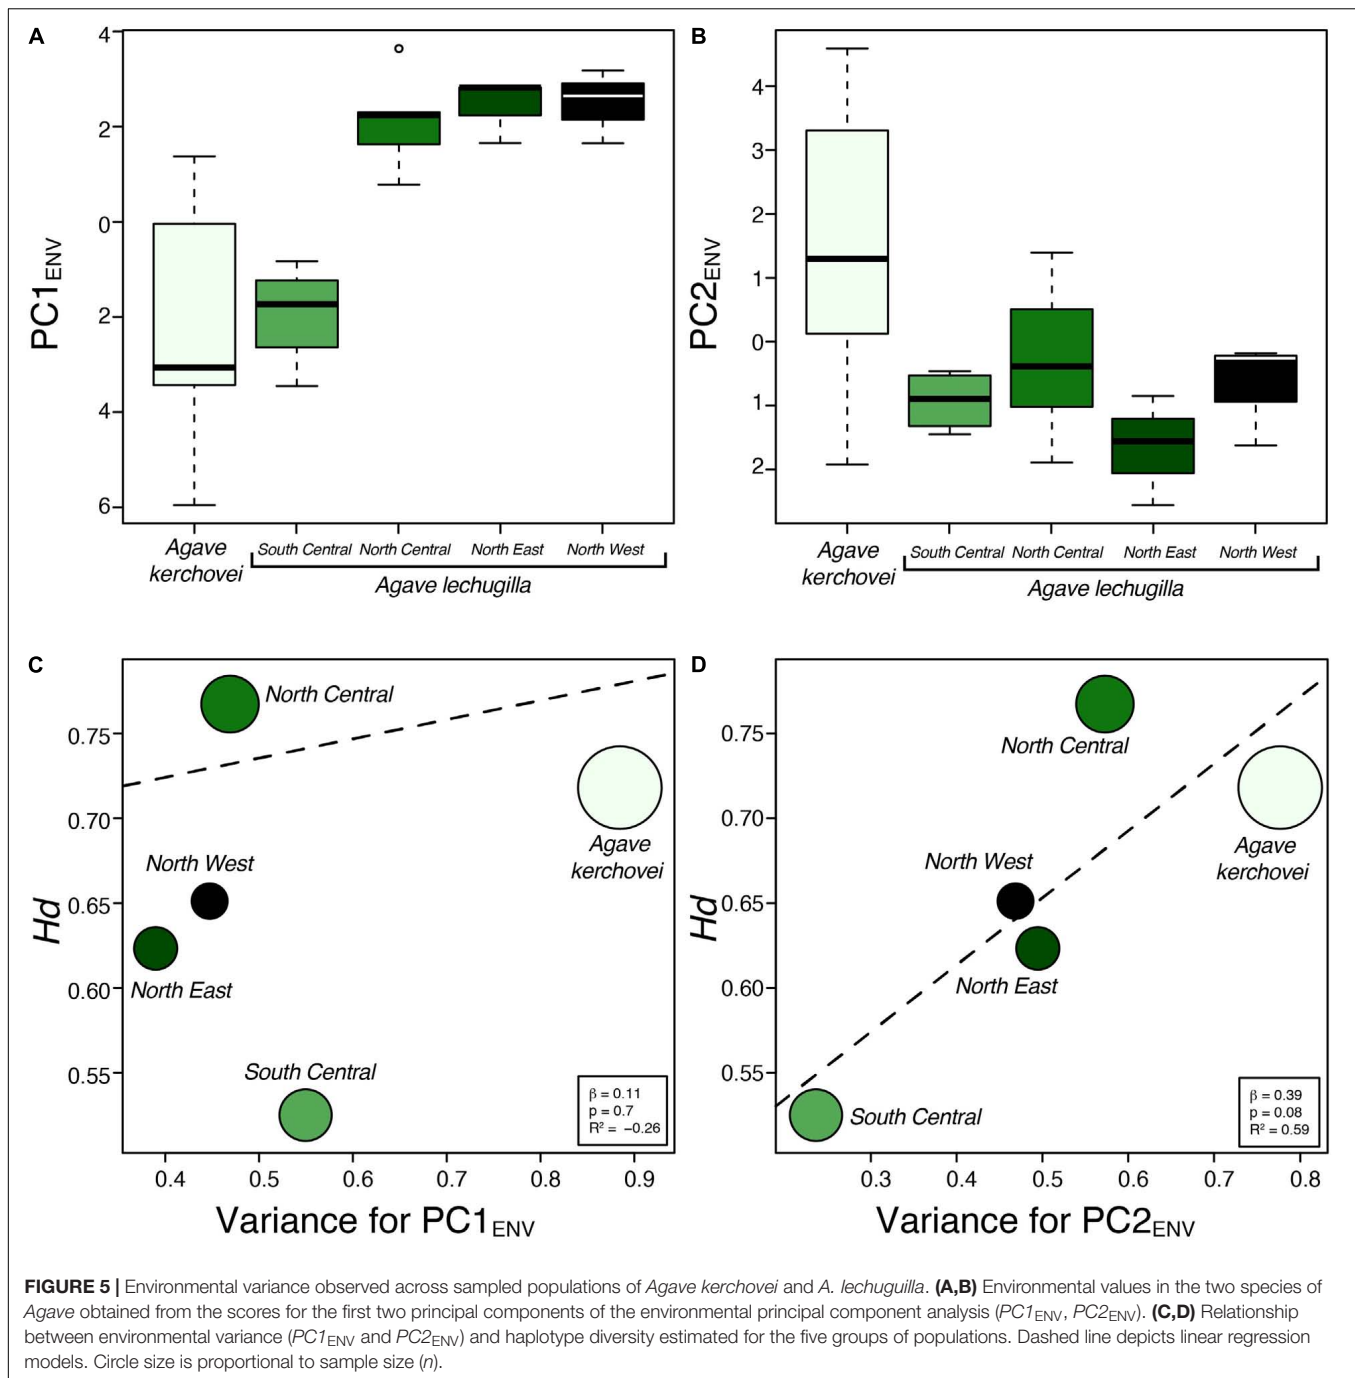 A
4
2
0
2
4
6
PC1ENV
Agave
kerchovei
South Central North Central North East North West
Agave lechugilla
B
4
3
2
1
0
1
2
PC2ENV
Agave
kerchovei
South Central North Central North East North West
Agave lechugilla
C
0.75
0.70
0.65
0.60
0.55
Hd
North Central
North West
North East
South Central
Agave
kerchovei
β = 0.11
p = 0.7
R² = −0.26
0.4 0.5 0.6 0.7 0.8 0.9
Variance for PC1ENV
D
0.75
0.70
0.65
0.60
0.55
Hd
North Central
North West
North East
South Central
Agave
kerchovei
β = 0.39
p = 0.08
R² = 0.59
0.3 0.4 0.5 0.6 0.7 0.8
Variance for PC2ENV
FIGURE 5 | Environmental variance observed across sampled populations of Agave kerchovei and A. lechuguilla. (A,B) Environmental values in the two species of
Agave obtained from the scores for the first two principal components of the environmental principal component analysis (PC1ENV, PC2ENV). (C,D) Relationship
between environmental variance (PC1ENV and PC2ENV) and haplotype diversity estimated for the five groups of populations. Dashed line depicts linear regression
models. Circle size is proportional to sample size (n).